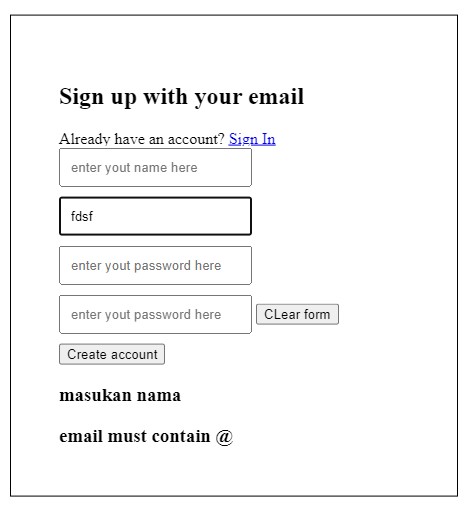 Sign up with your email
Already have an account? Sign In
enter yout name here
fdsf
enter yout password here
enter yout password here CLear form
Create account
masukan nama
email must contain @